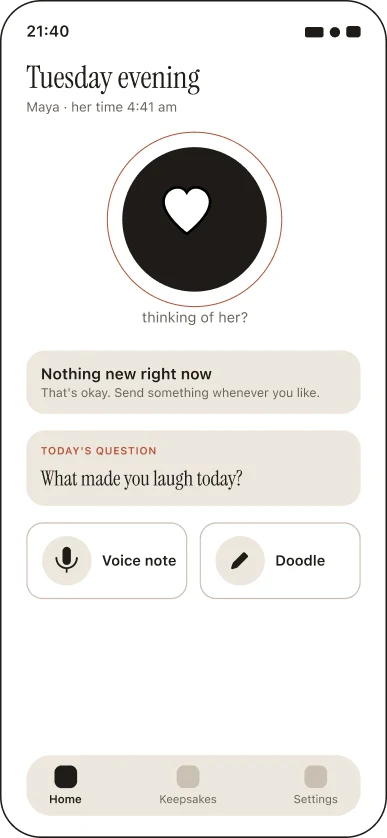 21:40
Tuesday evening
Maya · her time 4:41 am
thinking of her?
Nothing new right now
That's okay. Send something whenever you like.
TODAY'S QUESTION
What made you laugh today?
Voice note
Doodle
Home
Keepsakes
Settings